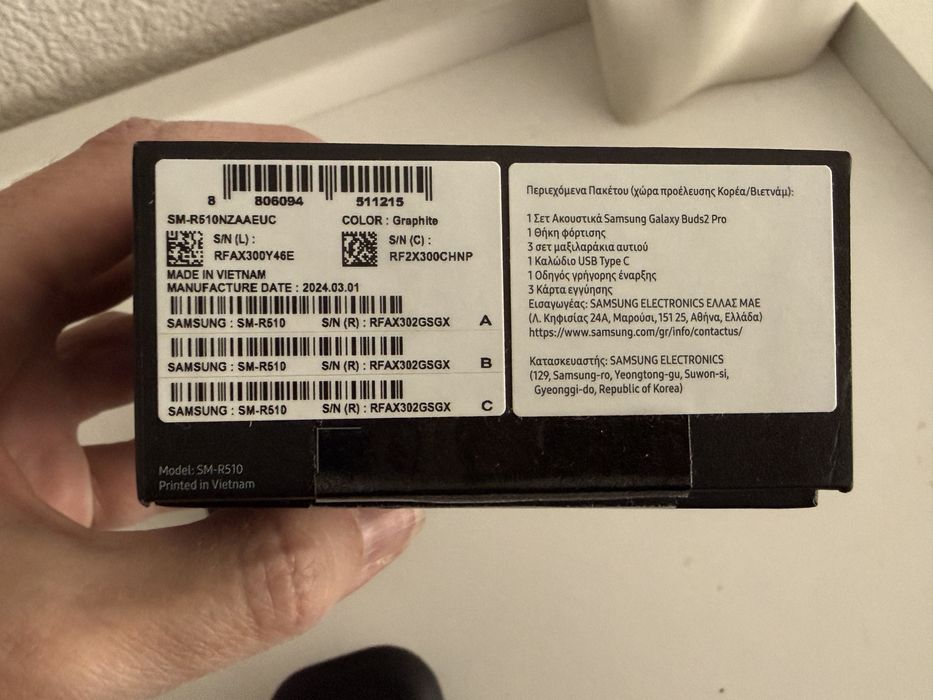 8 806094 511215
SM-R510NZAAEUC COLOR : Graphite
S/N (L) : S/N (C) :
RFAX300Y46E RF2X300CHNP
MADE IN VIETNAM
MANUFACTURE DATE : 2024.03.01
SAMSUNG : SM-R510 S/N (R) : RFAX302GSGX A
SAMSUNG : SM-R510 S/N (R) : RFAX302GSGX B
SAMSUNG : SM-R510 S/N (R) : RFAX302GSGX C
Model: SM-R510
Printed in Vietnam
Περιεχόμενα Πακέτου (χώρα προέλευσης Κορέα/Βιετνάμ):
1 Σετ Ακουστικά Samsung Galaxy Buds2 Pro
1 Θήκη φόρτισης
3 σετ μαξιλαράκια αυτιού
1 Καλώδιο USB Type C
1 Οδηγός γρήγορης έναρξης
3 Κάρτα εγγύησης
Εισαγωγέας: SAMSUNG ELECTRONICS ΕΛΛΑΣ ΜΑΕ
(Λ. Κηφισίας 24Α, Μαρούσι, 151 25, Αθήνα, Ελλάδα)
https://www.samsung.com/gr/info/contactus/
Κατασκευαστής: SAMSUNG ELECTRONICS
(129, Samsung-ro, Yeongtong-gu, Suwon-si,
Gyeonggi-do, Republic of Korea)